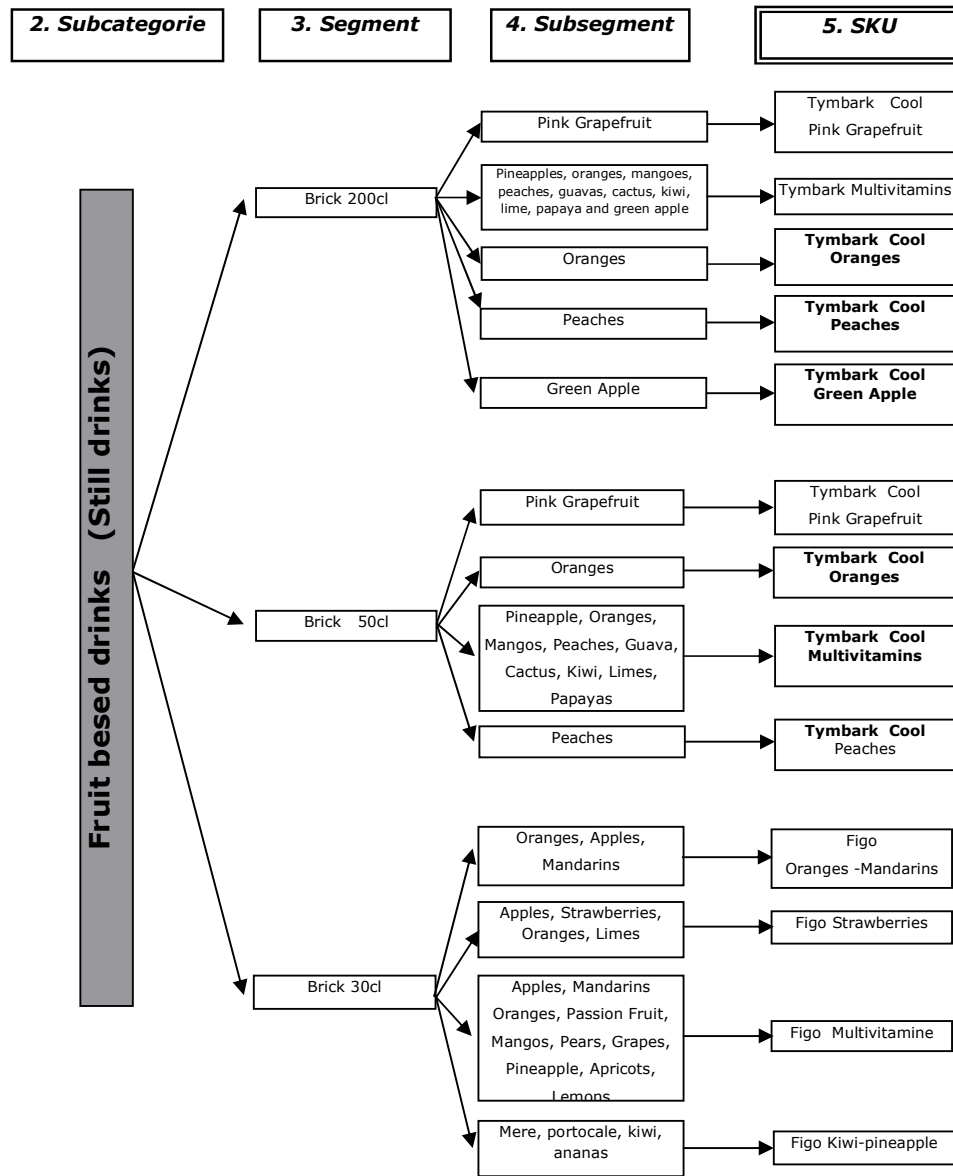 2. Subcategorie
3. Segment
4. Subsegment
5. SKU
Fruit besed drinks (Still drinks)
Brick 200cl
Pink Grapefruit
Tymbark Cool
Pink Grapefruit
Pineapples, oranges, mangoes,
peaches, guavas, cactus, kiwi,
lime, papaya and green apple
Tymbark Multivitamins
Oranges
Tymbark Cool
Oranges
Peaches
Tymbark Cool
Peaches
Green Apple
Tymbark Cool
Green Apple
Brick 50cl
Pink Grapefruit
Tymbark Cool
Pink Grapefruit
Oranges
Tymbark Cool
Oranges
Pineapple, Oranges,
Mangos, Peaches, Guava,
Cactus, Kiwi, Limes,
Papayas
Tymbark Cool
Multivitamins
Peaches
Tymbark Cool
Peaches
Brick 30cl
Oranges, Apples,
Mandarins
Figo
Oranges -Mandarins
Apples, Strawberries,
Oranges, Limes
Figo Strawberries
Apples, Mandarins
Oranges, Passion Fruit,
Mangos, Pears, Grapes,
Pineapple, Apricots,
Lemons
Figo Multivitamine
Mere, portocale, kiwi,
ananas
Figo Kiwi-pineapple